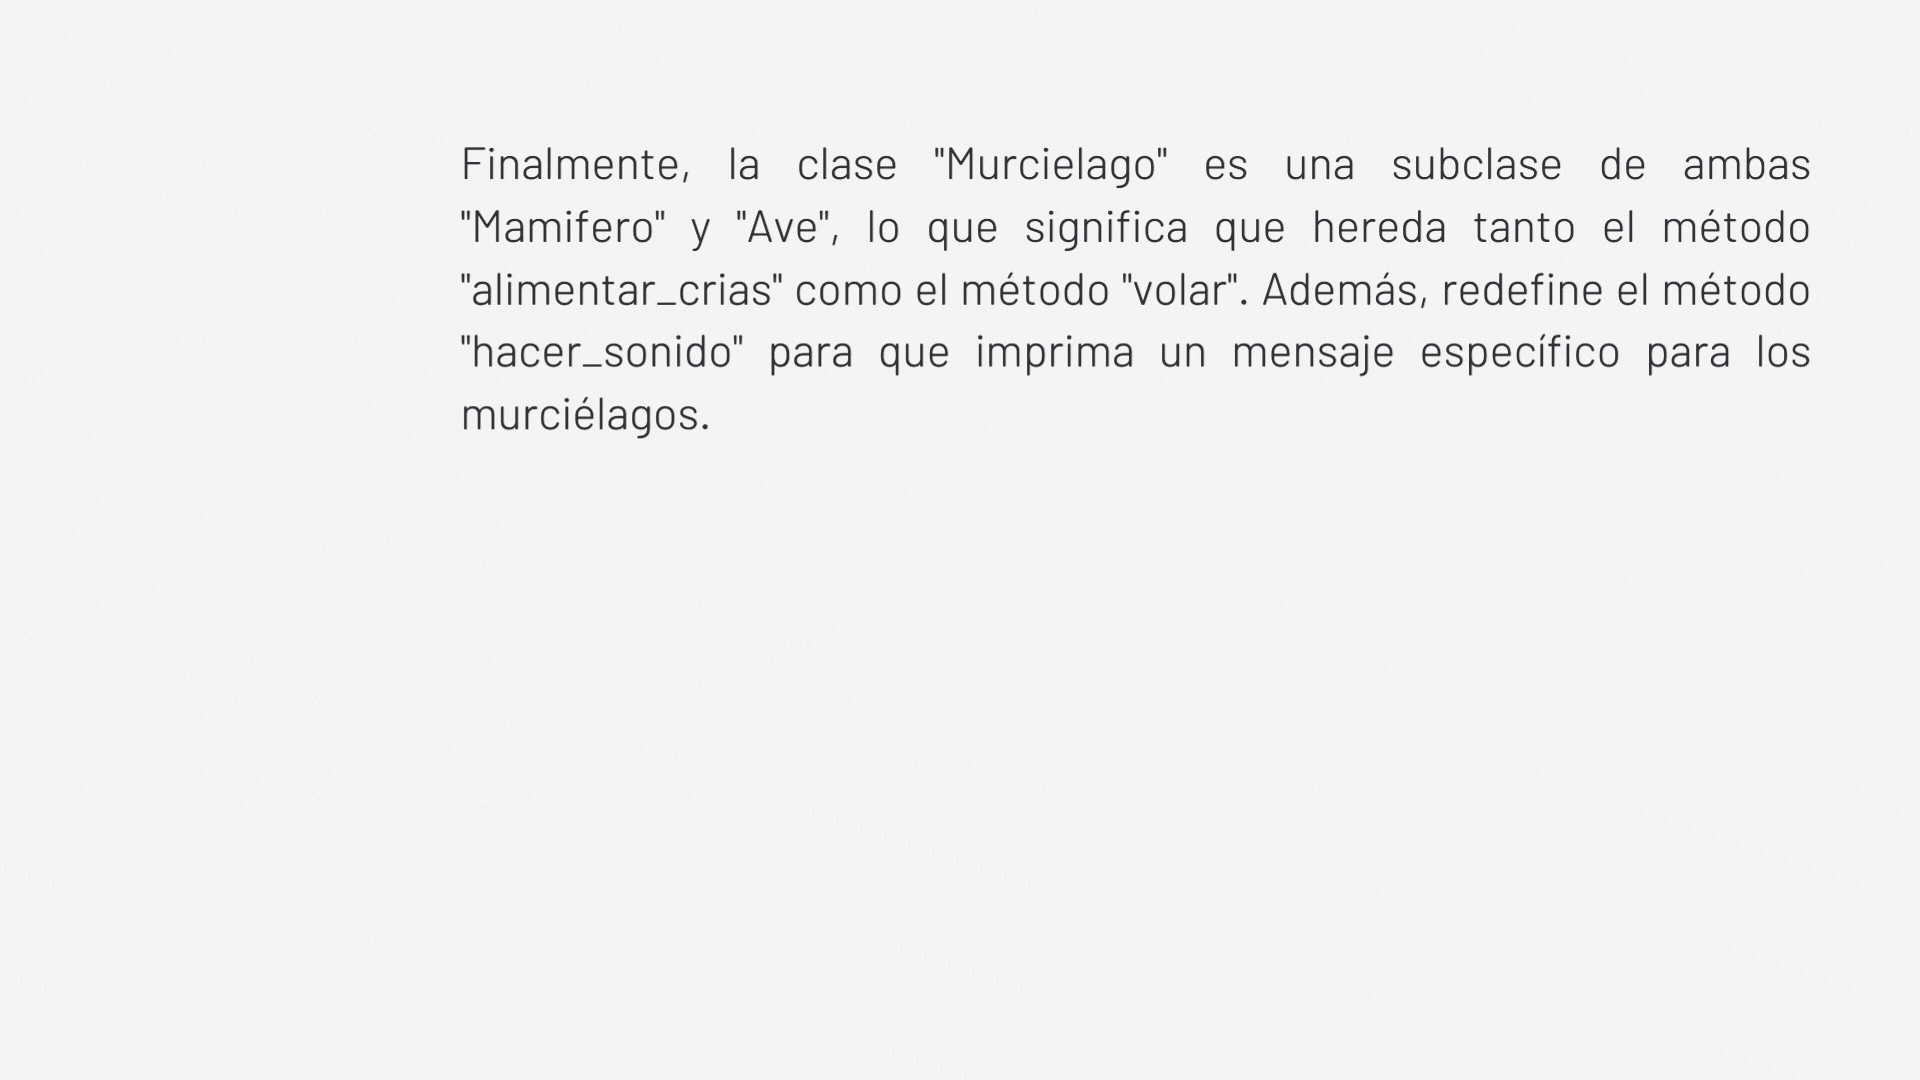 Finalmente, la clase "Murcielago" es una subclase de ambas
"Mamifero" y "Ave", lo que significa que hereda tanto el método
"alimentar_crias" como el método "volar". Además, redefine el método
"hacer_sonido" para que imprima un mensaje específico para los
murciélagos.